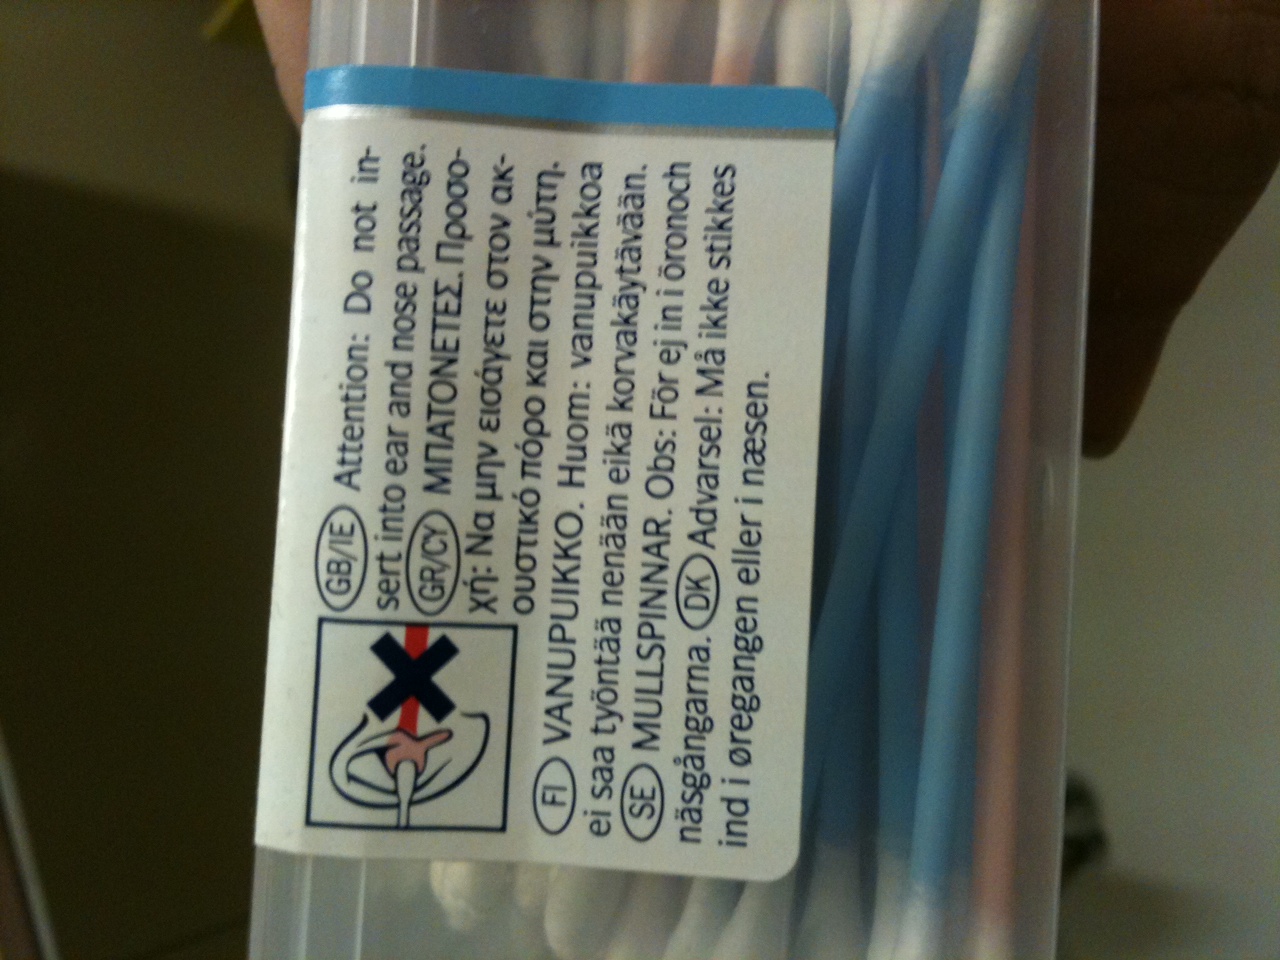 GB/IE Attention: Do not in-
sert into ear and nose passage.
GR/CY ΜΠΑΤΟΝΕΤΕΣ. Προσο-
χή: Να μην εισάγετε στον ακ-
ουστικό πόρο και στην μύτη.
FI VANUPUIKKO. Huom: vanupuikkoa
ei saa työntää nenään eikä korvakäytävään.
SE MULLSPINNAR. Obs: För ej in i öronoch
näsgångarna. DK Advarsel: Må ikke stikkes
ind i øregangen eller i næsen.